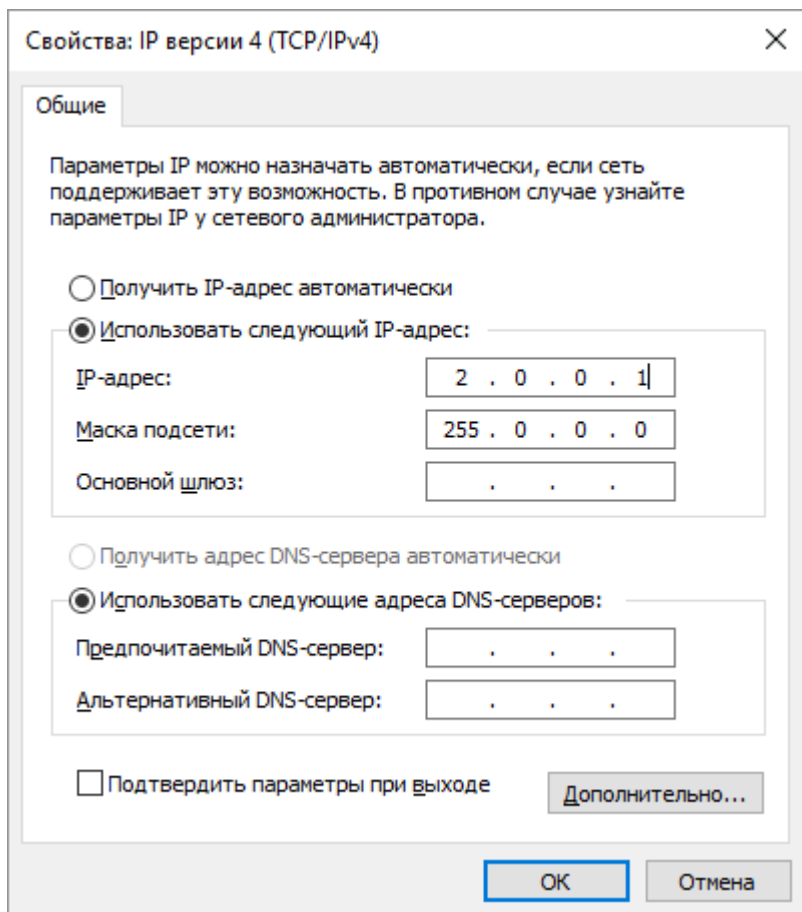 Свойства: IP версии 4 (TCP/IPv4)
Общие
Параметры IP можно назначать автоматически, если сеть
поддерживает эту возможность. В противном случае узнайте
параметры IP у сетевого администратора.
Получить IP-адрес автоматически
Использовать следующий IP-адрес:
IP-адрес: 2 . 0 . 0 . 1
Маска подсети: 255 . 0 . 0 . 0
Основной шлюз: . . .
Получить адрес DNS-сервера автоматически
Использовать следующие адреса DNS-серверов:
Предпочитаемый DNS-сервер: . . .
Альтернативный DNS-сервер: . . .
Подтвердить параметры при выходе
Дополнительно...
ОК Отмена